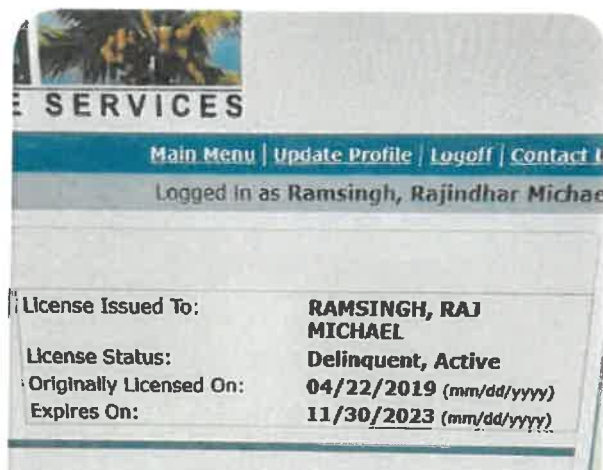 E SERVICES
Main Menu | Update Profile | Logoff | Contact
Logged in as Ramsingh, Rajindhar Michae
License Issued To: RAMSINGH, RAJ
MICHAEL
License Status: Delinquent, Active
Originally Licensed On: 04/22/2019 (mm/dd/yyyy)
Expires On: 11/30/2023 (mm/dd/yyyy)